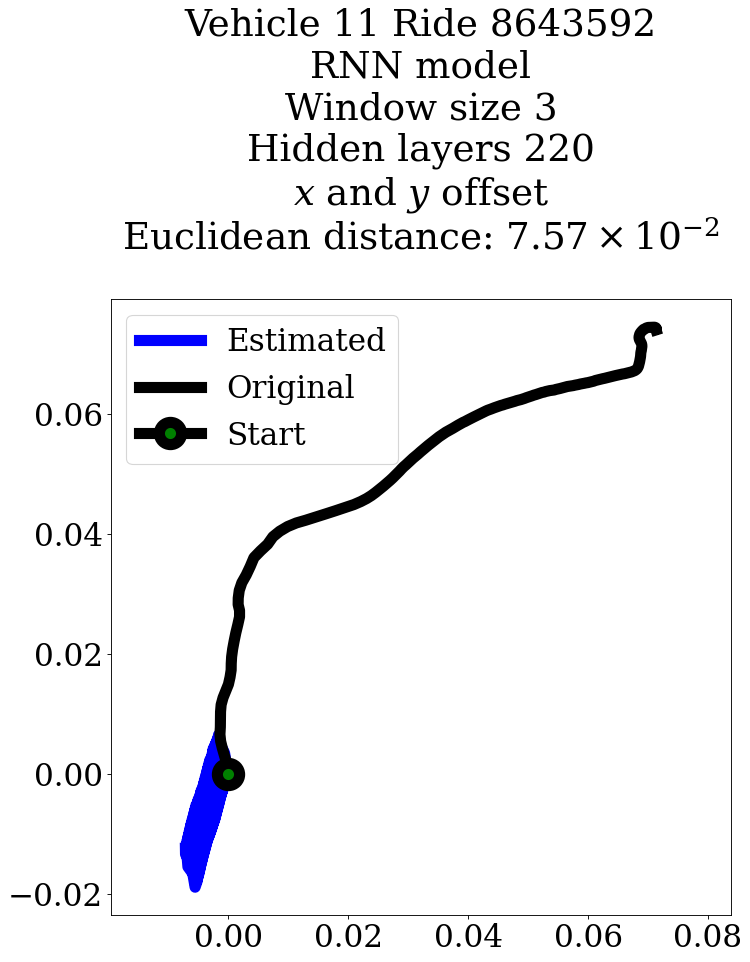 Vehicle 11 Ride 8643592
RNN model
Window size 3
Hidden layers 220
x and y offset
Euclidean distance: 7.57 × 10⁻²
Estimated
Original
Start
0.06
0.04
0.02
0.00
−0.02
0.00 0.02 0.04 0.06 0.08